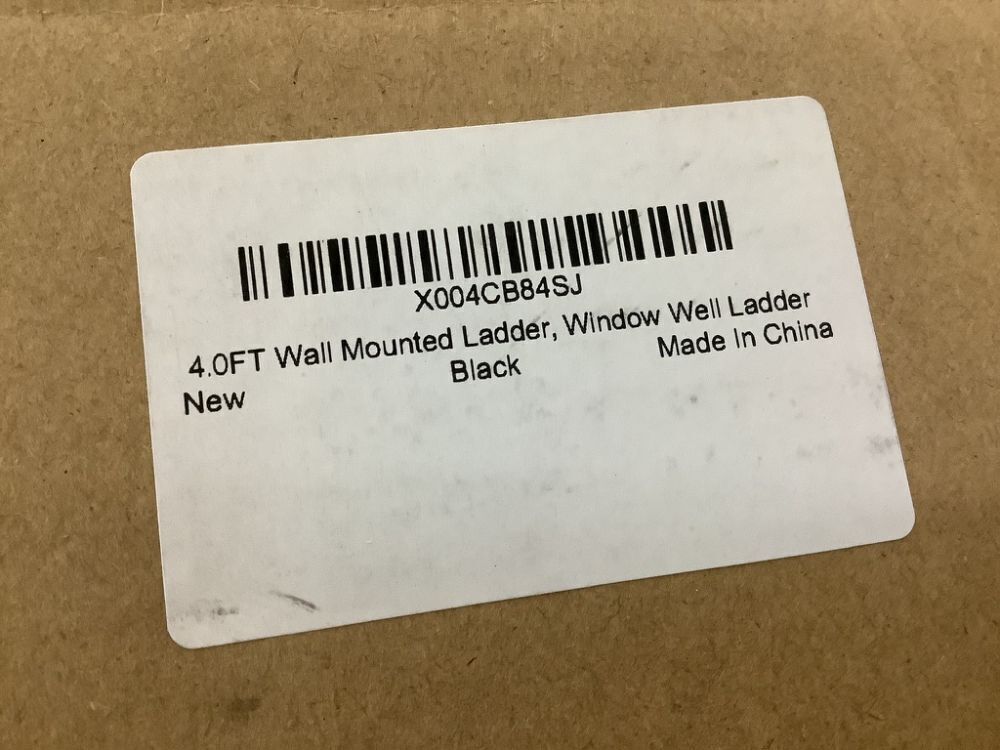 X004CB84SJ
4.0FT Wall Mounted Ladder, Window Well Ladder
New Black Made In China